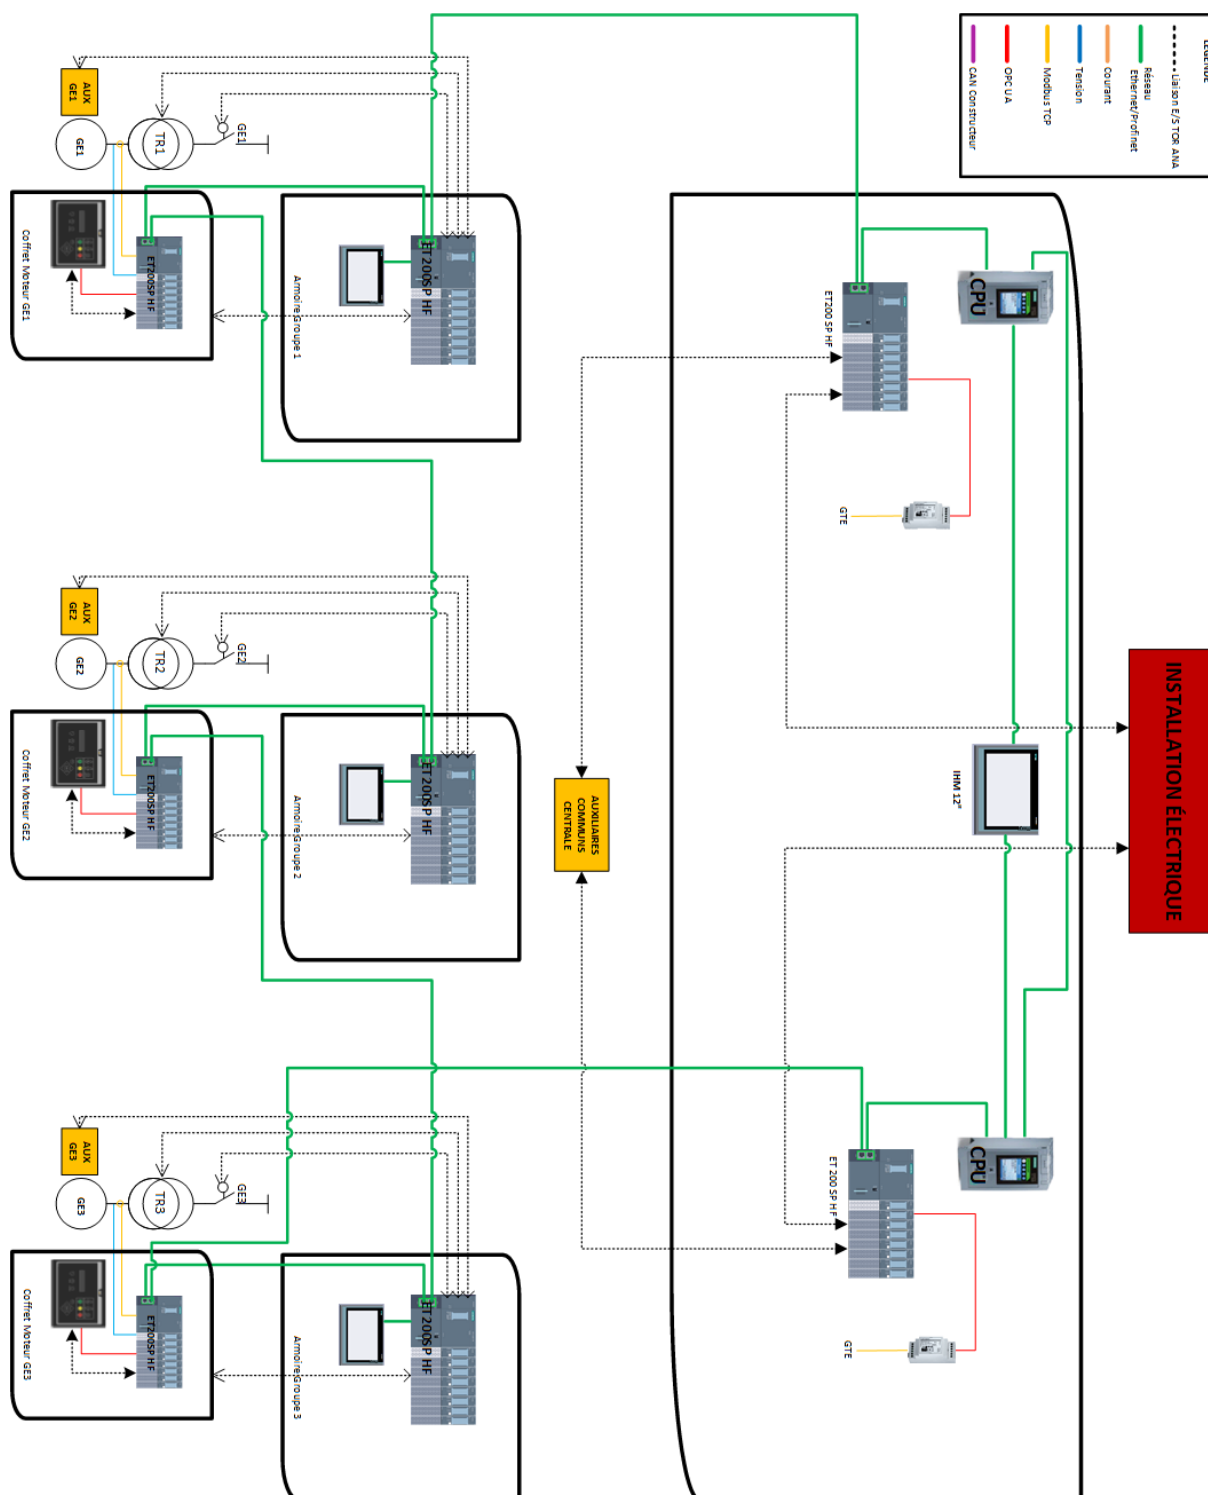 LÉGENDE
Liaison E/S TOR ANA
Réseau
Ethernet/Profinet
Courant
Tension
Modbus TCP
OPC UA
CAN Constructeur
INSTALLATION ÉLECTRIQUE
CPU
CPU
IHM 12"
ET200 SP HF
ET 200 SP HF
GTE
GTE
AUXILIAIRES
COMMUNS
CENTRALE
ET200SP HF
Armoire Groupe 1
ET200SP HF
Armoire Groupe 2
ET200SP HF
Armoire Groupe 3
GE1
TR1
AUX
GE1
GE1
ET200SP HF
Coffret Moteur GE1
GE2
TR2
AUX
GE2
GE2
ET200SP HF
Coffret Moteur GE2
GE3
TR3
AUX
GE3
GE3
ET200SP HF
Coffret Moteur GE3